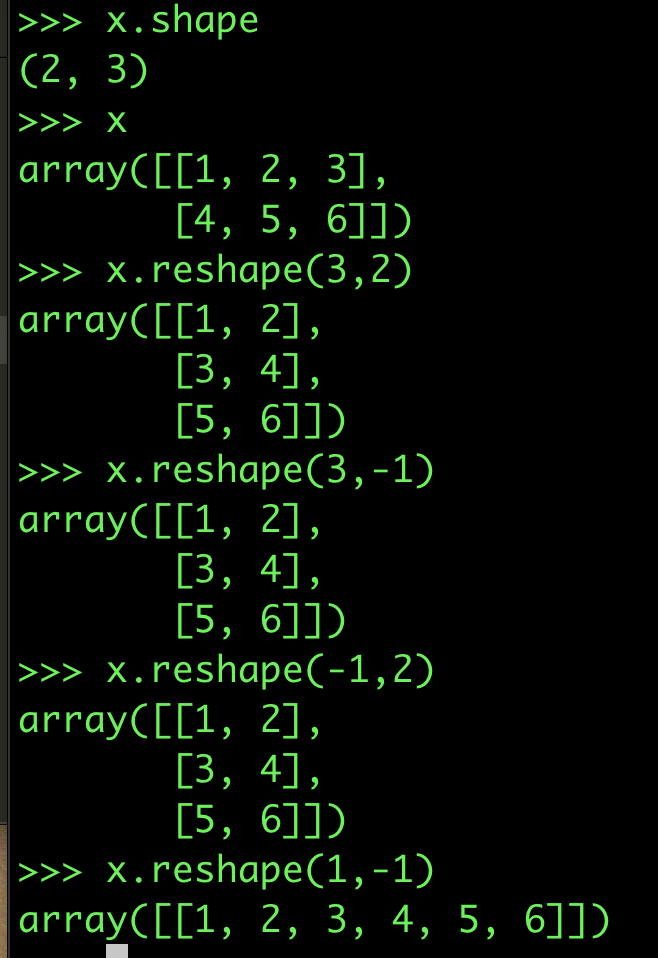 >>> x.shape
(2, 3)
>>> x
array([[1, 2, 3],
       [4, 5, 6]])
>>> x.reshape(3,2)
array([[1, 2],
       [3, 4],
       [5, 6]])
>>> x.reshape(3,-1)
array([[1, 2],
       [3, 4],
       [5, 6]])
>>> x.reshape(-1,2)
array([[1, 2],
       [3, 4],
       [5, 6]])
>>> x.reshape(1,-1)
array([[1, 2, 3, 4, 5, 6]])